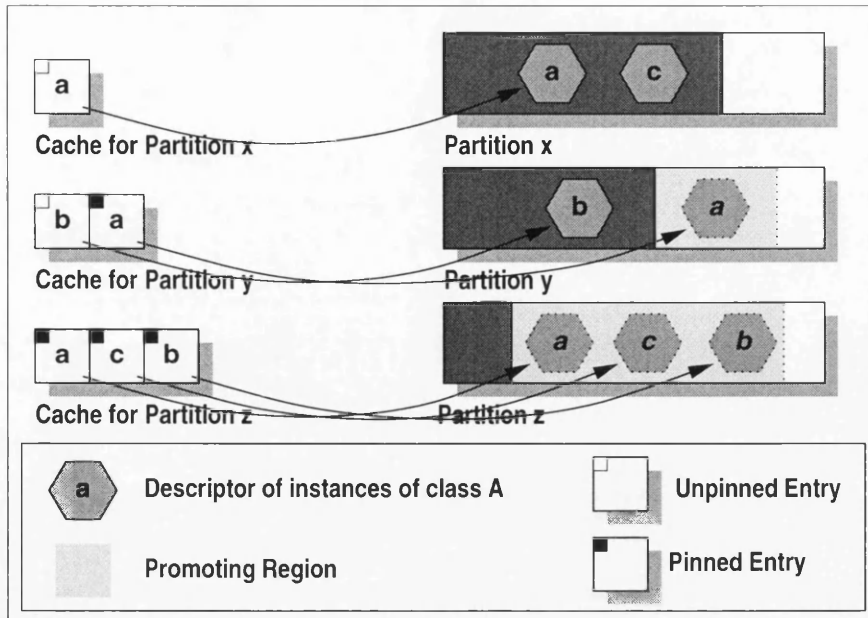 a
a c
Cache for Partition x
Partition x
b a
b a
Cache for Partition y
Partition y
a c b
a c b
Cache for Partition z
Partition z
a Descriptor of instances of class A
Unpinned Entry
Promoting Region
Pinned Entry